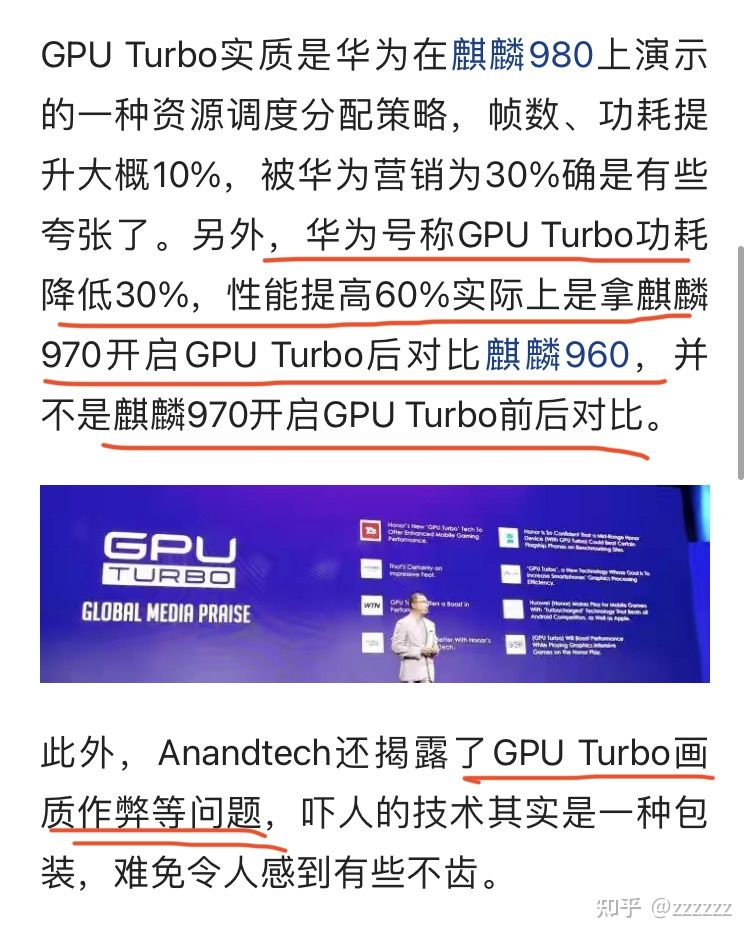 GPU Turbo实质是华为在麒麟980上演示
的一种资源调度分配策略，帧数、功耗提
升大概10%，被华为营销为30%确是有些
夸张了。另外，华为号称GPU Turbo功耗
降低30%，性能提高60%实际上是拿麒麟
970开启GPU Turbo后对比麒麟960，并
不是麒麟970开启GPU Turbo前后对比。
GPU
TURBO
GLOBAL MEDIA PRAISE
Honor's New 'GPU Turbo' Tech To
Offer Enhanced Mobile Gaming
Performance.
That's Certainly an
Impressive Feat.
WTN
Honor Is So Confident That a Mid-Range Honor
Device (With GPU Turbo) Could Beat Certain
Flagship Phones on Benchmarking Sites.
'GPU Turbo', a New Technology Whose Goal Is To
Increase Smartphones' Graphics Processing
Efficiency.
Huawei (Honor) Makes Play for Mobile Gamers
With 'Turbocharged' Technology That Beats all
Android Competitors, as Well as Apple.
(GPU Turbo) Will Boost Performance
While Playing Graphics Intensive
Games on the Honor Play.
此外，Anandtech还揭露了GPU Turbo画
质作弊等问题，吓人的技术其实是一种包
装，难免令人感到有些不齿。
知乎 @zzzzzz